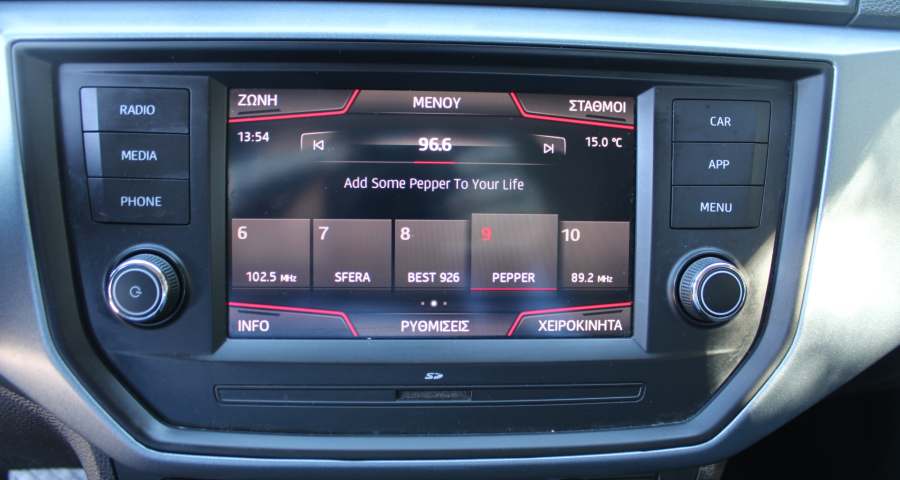 RADIO
MEDIA
PHONE
ΖΩΝΗ
ΜΕΝΟΥ
ΣΤΑΘΜΟΙ
13:54
96.6
15.0 °C
Add Some Pepper To Your Life
6
7
8
9
10
102.5 MHz
SFERA
BEST 926
PEPPER
89.2 MHz
INFO
ΡΥΘΜΙΣΕΙΣ
ΧΕΙΡΟΚΙΝΗΤΑ
CAR
APP
MENU
SD